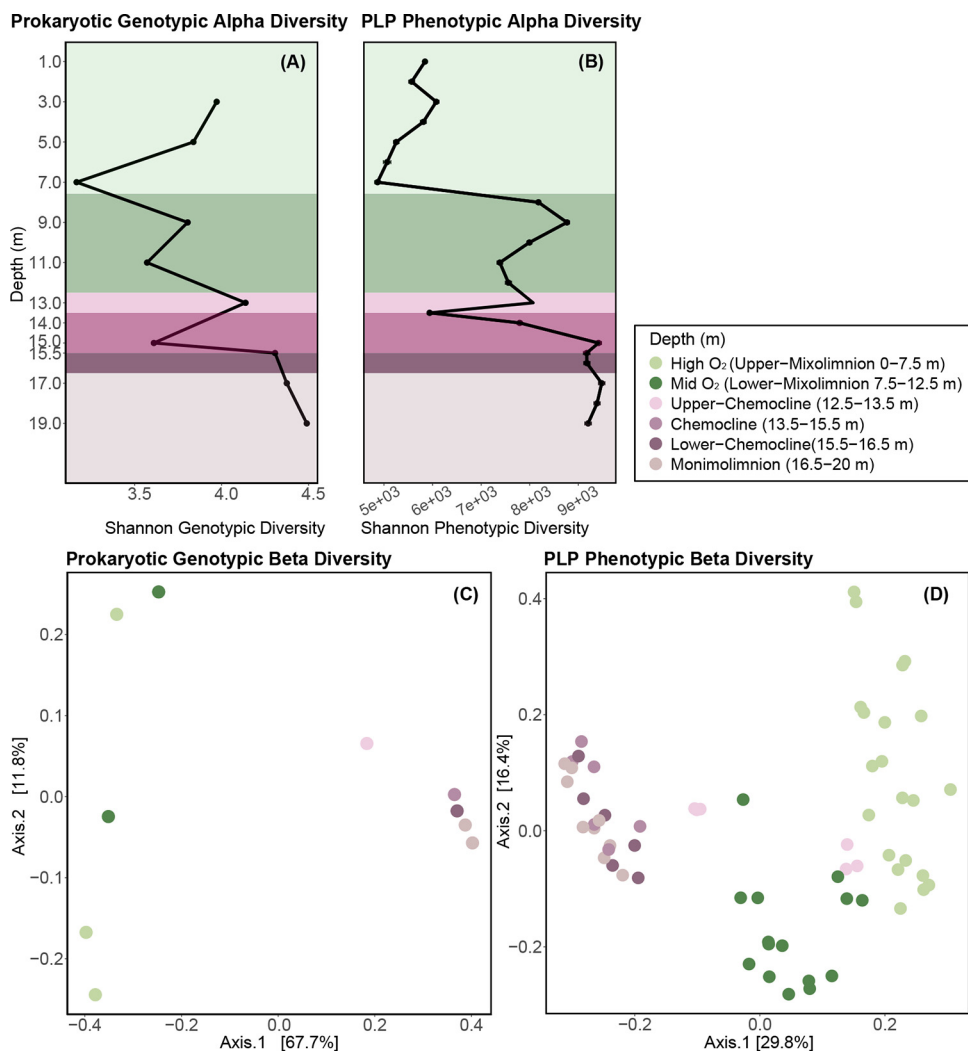 Prokaryotic Genotypic Alpha Diversity
PLP Phenotypic Alpha Diversity
(A)
(B)
Depth (m)
1.0
3.0
5.0
7.0
9.0
11.0
13.0
14.0
15.0
15.5
17.0
19.0
3.5
4.0
4.5
5e+03
6e+03
7e+03
8e+03
9e+03
Shannon Genotypic Diversity
Shannon Phenotypic Diversity
Depth (m)
High O₂ (Upper−Mixolimnion 0−7.5 m)
Mid O₂ (Lower−Mixolimnion 7.5−12.5 m)
Upper−Chemocline (12.5−13.5 m)
Chemocline (13.5−15.5 m)
Lower−Chemocline(15.5−16.5 m)
Monimolimnion (16.5−20 m)
Prokaryotic Genotypic Beta Diversity
(C)
Axis.2 [11.8%]
0.2
0.1
0.0
−0.1
−0.2
−0.4
−0.2
0.0
0.2
0.4
Axis.1 [67.7%]
PLP Phenotypic Beta Diversity
(D)
Axis.2 [16.4%]
0.4
0.2
0.0
−0.2
−0.2
0.0
0.2
Axis.1 [29.8%]